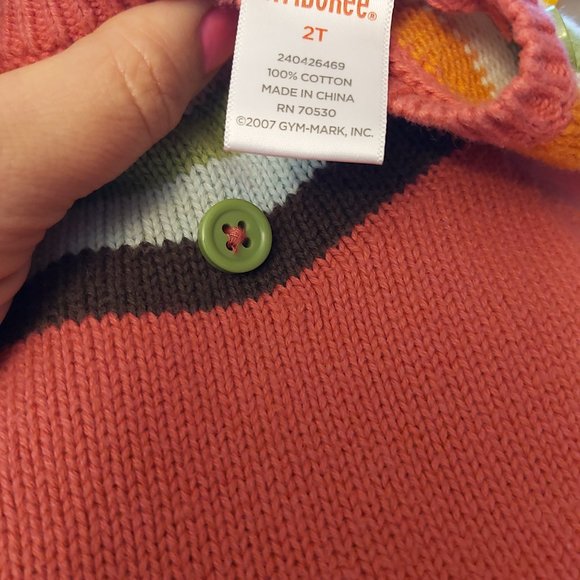 2T
240426469
100% COTTON
MADE IN CHINA
RN 70530
©2007 GYM-MARK, INC.